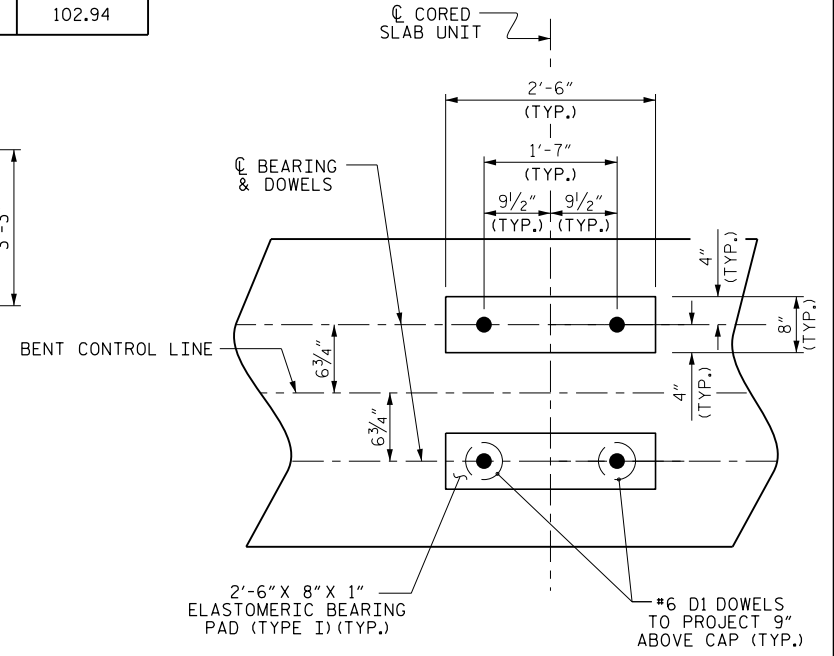 102.94
℄ CORED
SLAB UNIT
2'-6"
(TYP.)
1'-7"
(TYP.)
9½" 9½"
(TYP.) (TYP.)
℄ BEARING
& DOWELS
4"
(TYP.)
8"
(TYP.)
4"
(TYP.)
BENT CONTROL LINE
6¾"
6¾"
2'-6" X 8" X 1"
ELASTOMERIC BEARING
PAD (TYPE I)(TYP.)
#6 D1 DOWELS
TO PROJECT 9"
ABOVE CAP (TYP.)